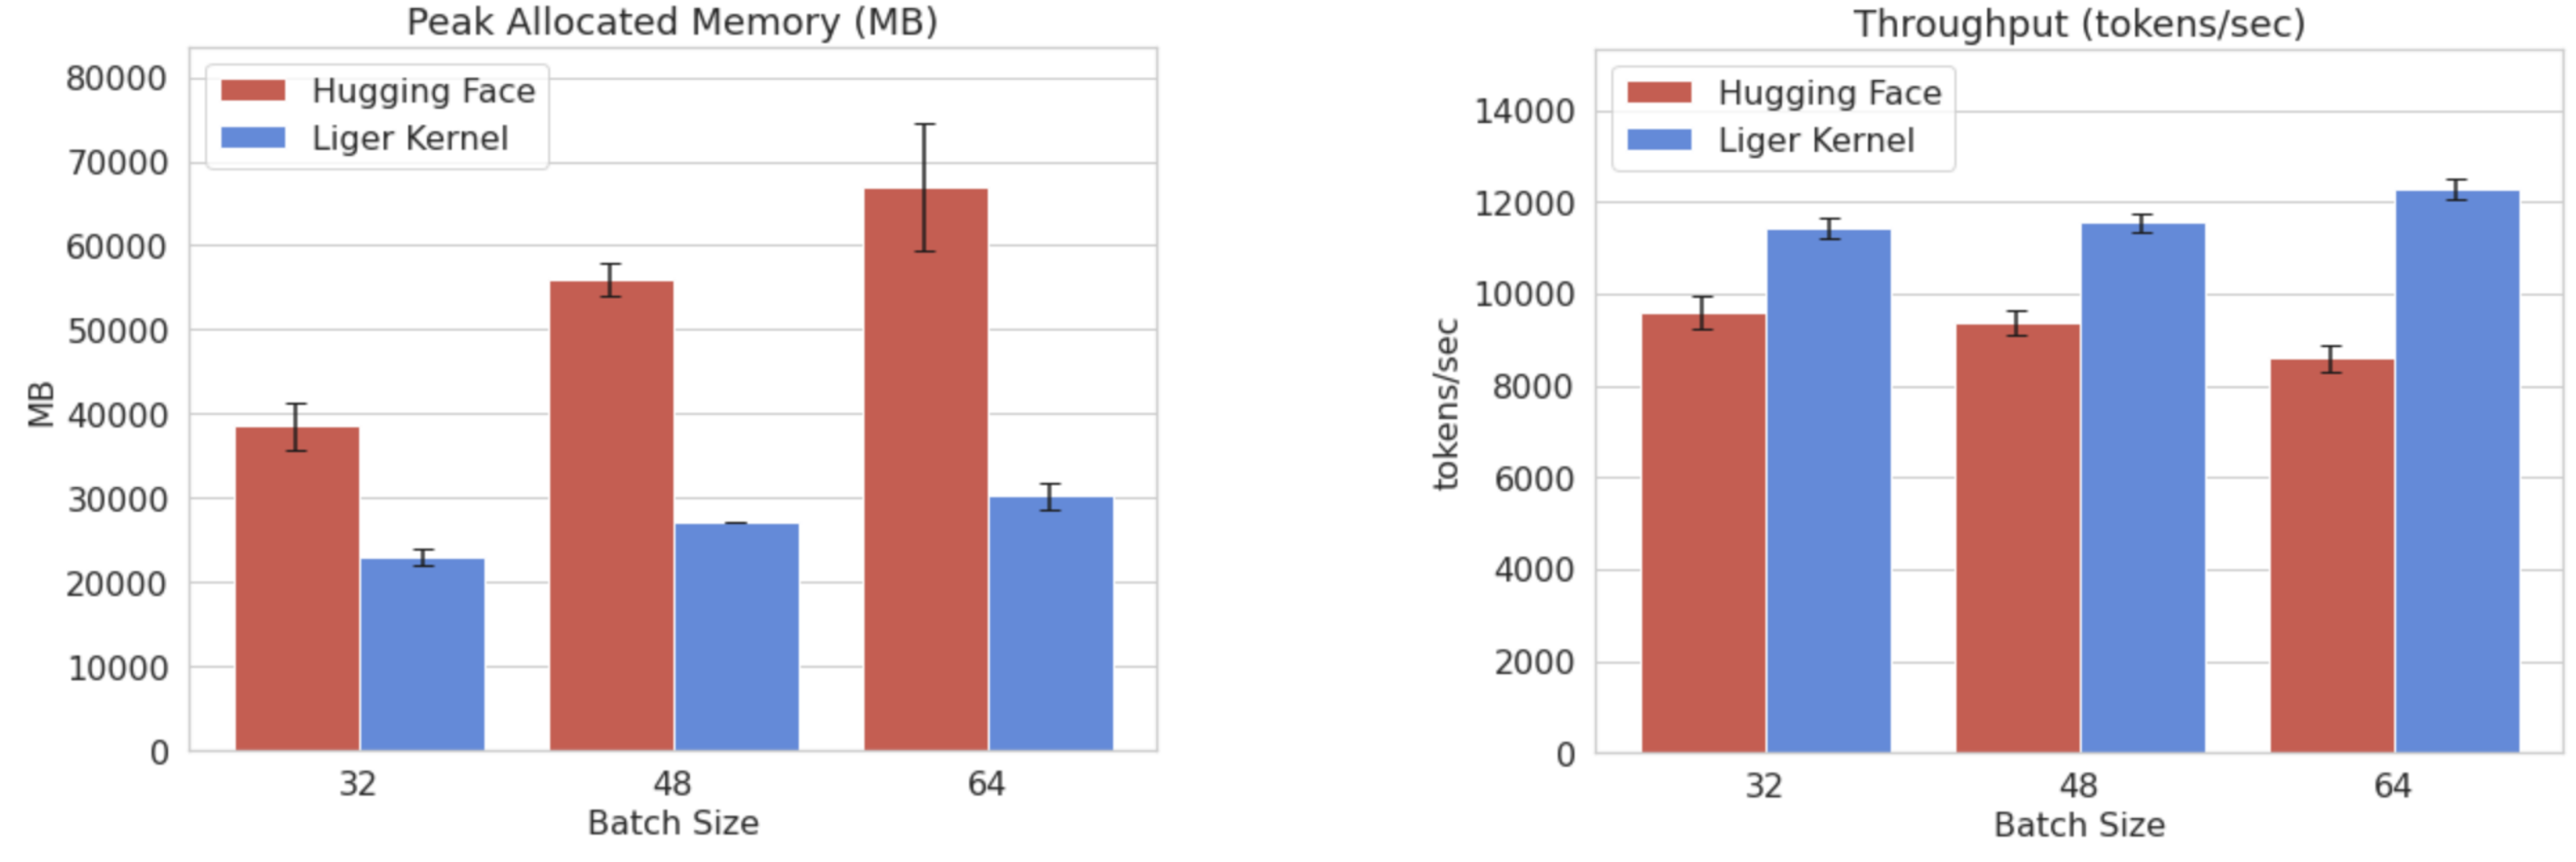 Peak Allocated Memory (MB)
Hugging Face
Liger Kernel
MB
80000
70000
60000
50000
40000
30000
20000
10000
0
32
48
64
Batch Size
Throughput (tokens/sec)
Hugging Face
Liger Kernel
tokens/sec
14000
12000
10000
8000
6000
4000
2000
0
32
48
64
Batch Size